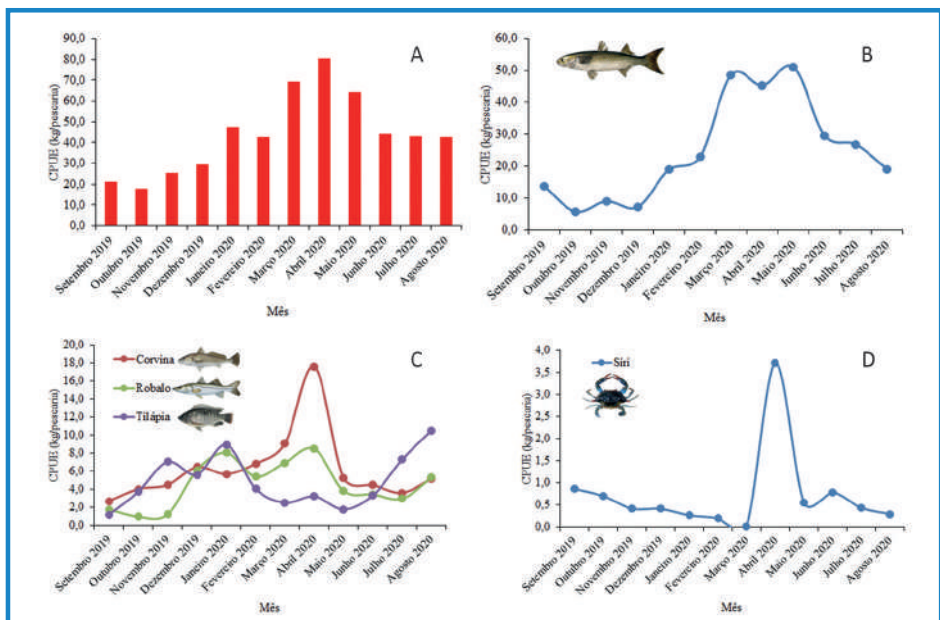 A
CPUE (kg/pescaria)
90,0
80,0
70,0
60,0
50,0
40,0
30,0
20,0
10,0
0,0
Setembro 2019
Outubro 2019
Novembro 2019
Dezembro 2019
Janeiro 2020
Fevereiro 2020
Março 2020
Abril 2020
Maio 2020
Junho 2020
Julho 2020
Agosto 2020
Mês
B
CPUE (kg/pescaria)
60,0
50,0
40,0
30,0
20,0
10,0
0,0
Setembro 2019
Outubro 2019
Novembro 2019
Dezembro 2019
Janeiro 2020
Fevereiro 2020
Março 2020
Abril 2020
Maio 2020
Junho 2020
Julho 2020
Agosto 2020
Mês
C
Corvina
Robalo
Tilápia
CPUE (kg/pescaria)
20,0
18,0
16,0
14,0
12,0
10,0
8,0
6,0
4,0
2,0
0,0
Setembro 2019
Outubro 2019
Novembro 2019
Dezembro 2019
Janeiro 2020
Fevereiro 2020
Março 2020
Abril 2020
Maio 2020
Junho 2020
Julho 2020
Agosto 2020
Mês
D
Siri
CPUE (kg/pescaria)
4,0
3,5
3,0
2,5
2,0
1,5
1,0
0,5
0,0
Setembro 2019
Outubro 2019
Novembro 2019
Dezembro 2019
Janeiro 2020
Fevereiro 2020
Março 2020
Abril 2020
Maio 2020
Junho 2020
Julho 2020
Agosto 2020
Mês